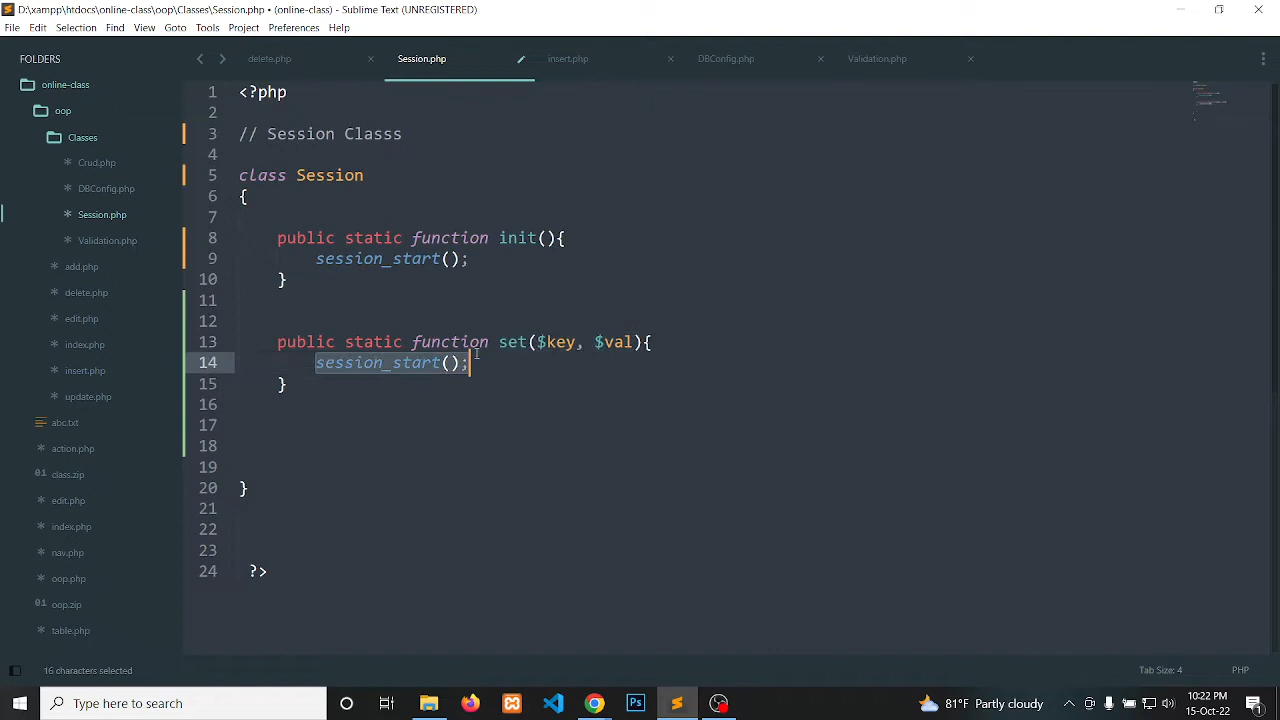 D:\xampp\htdocs\online-class\oop\Classes\Session.php • (online-class) - Sublime Text (UNREGISTERED)
File Edit Selection Find View Goto Tools Project Preferences Help
FOLDERS
online-class
oop
Classes
Crud.php
DBConfig.php
Session.php
Validation.php
add.php
delete.php
edit.php
index.php
insert.php
update.php
abc.txt
action.php
class.zip
edit.php
index.php
nav.php
oop.php
oop.zip
table.php
delete.php Session.php insert.php DBConfig.php Validation.php
1 <?php
2
3 // Session Classs
4
5 class Session
6 {
7
8 public static function init(){
9 session_start();
10 }
11
12
13 public static function set($key, $val){
14 session_start();
15 }
16
17
18
19
20 }
21
22
23
24 ?>
16 characters selected Tab Size: 4 PHP
Type here to search
Ps
81°F Partly cloudy
10:22 PM
15-Oct-22